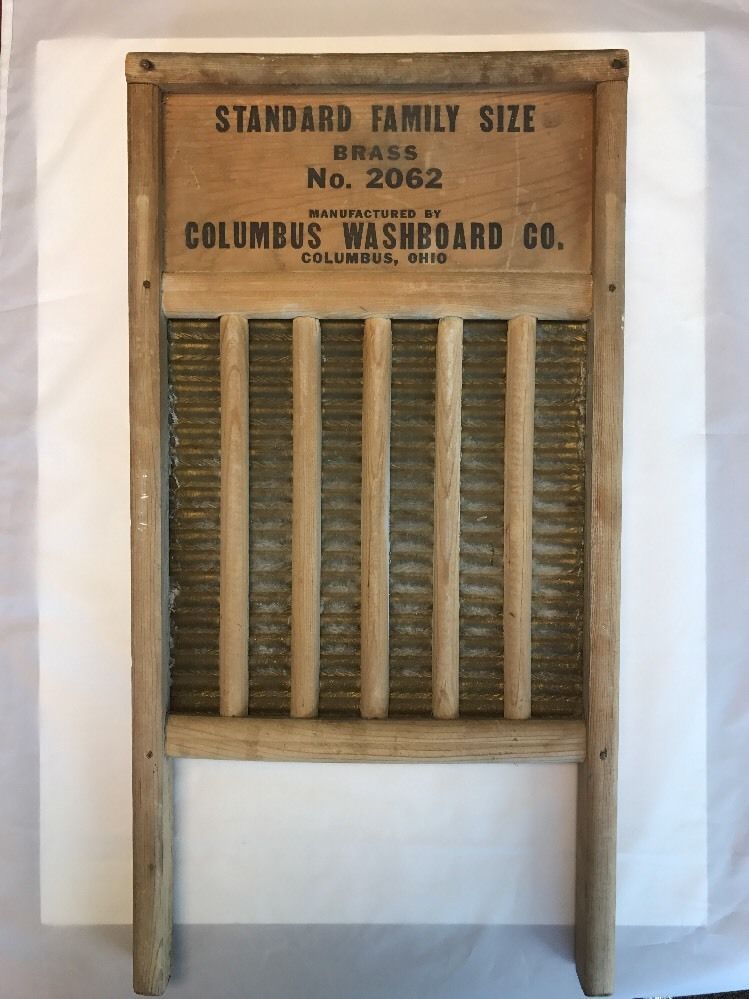 STANDARD FAMILY SIZE
BRASS
No. 2062
MANUFACTURED BY
COLUMBUS WASHBOARD CO.
COLUMBUS, OHIO